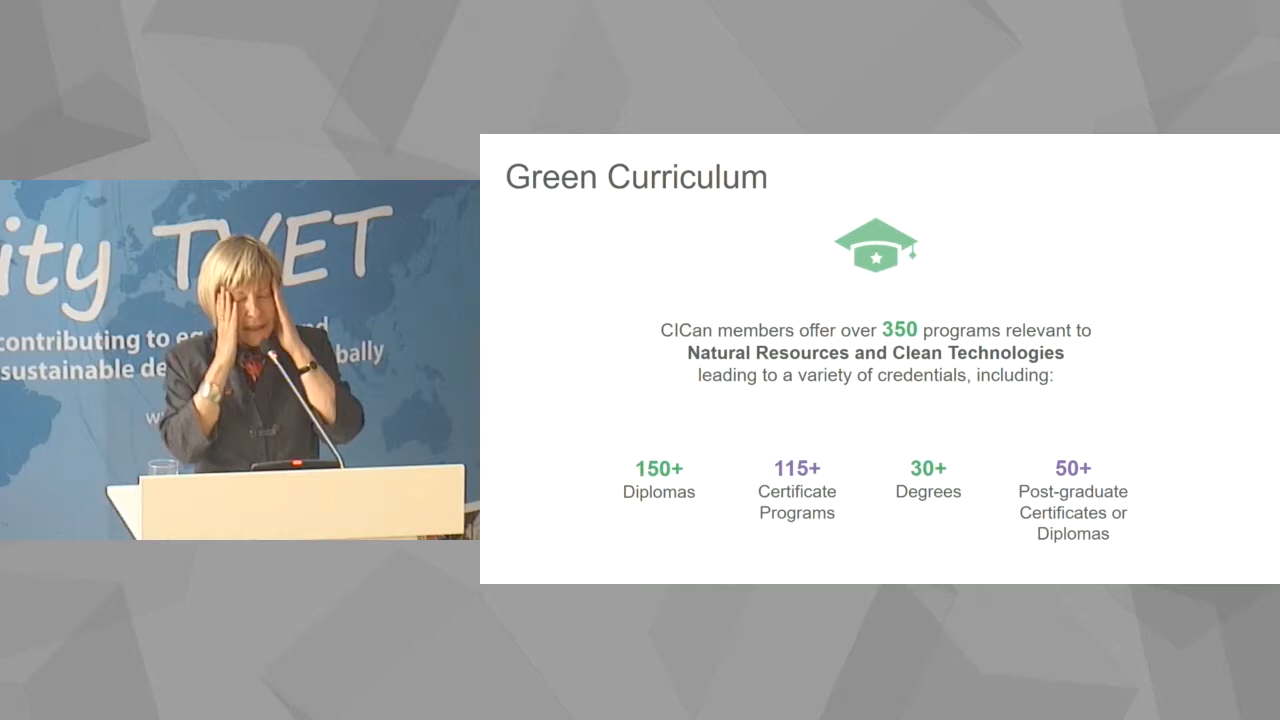 ity TVET
contributing to
sustainable
bally
Green Curriculum
CICan members offer over 350 programs relevant to
Natural Resources and Clean Technologies
leading to a variety of credentials, including:
150+
Diplomas
115+
Certificate
Programs
30+
Degrees
50+
Post-graduate
Certificates or
Diplomas